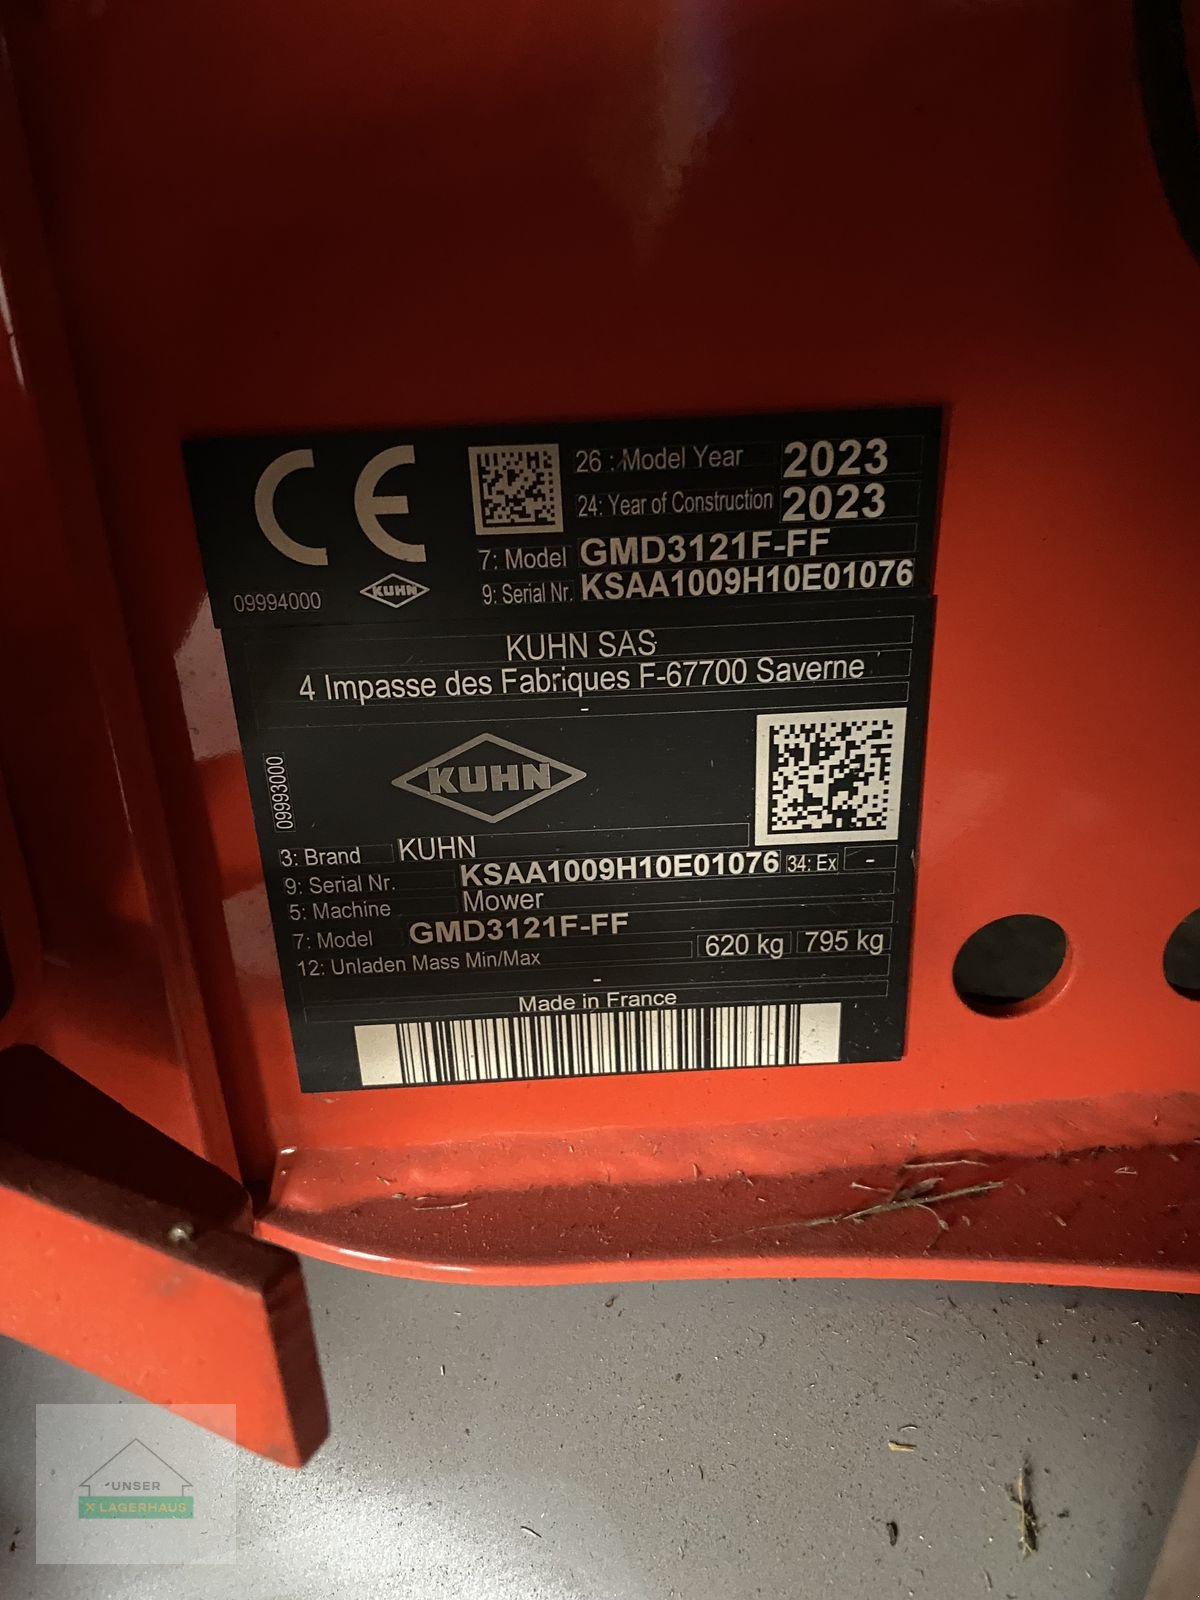 CE
26 : Model Year 2023
24: Year of Construction 2023
7: Model GMD3121F-FF
9: Serial Nr. KSAA1009H10E01076
09994000
KUHN
KUHN SAS
4 Impasse des Fabriques F-67700 Saverne
-
KUHN
09993000
3: Brand KUHN
9: Serial Nr. KSAA1009H10E01076 34: Ex -
5: Machine Mower
7: Model GMD3121F-FF
12: Unladen Mass Min/Max 620 kg 795 kg
-
Made in France
UNSER
X LAGERHAUS